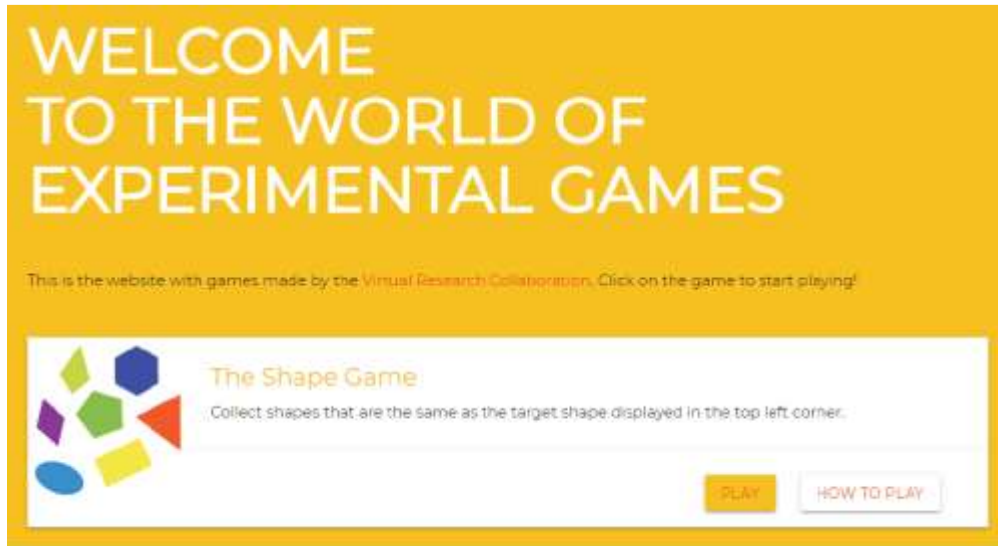 WELCOME
TO THE WORLD OF
EXPERIMENTAL GAMES
This is the website with games made by the Virtual Research Collaboration. Click on the game to start playing!
The Shape Game
Collect shapes that are the same as the target shape displayed in the top left corner.
PLAY
HOW TO PLAY